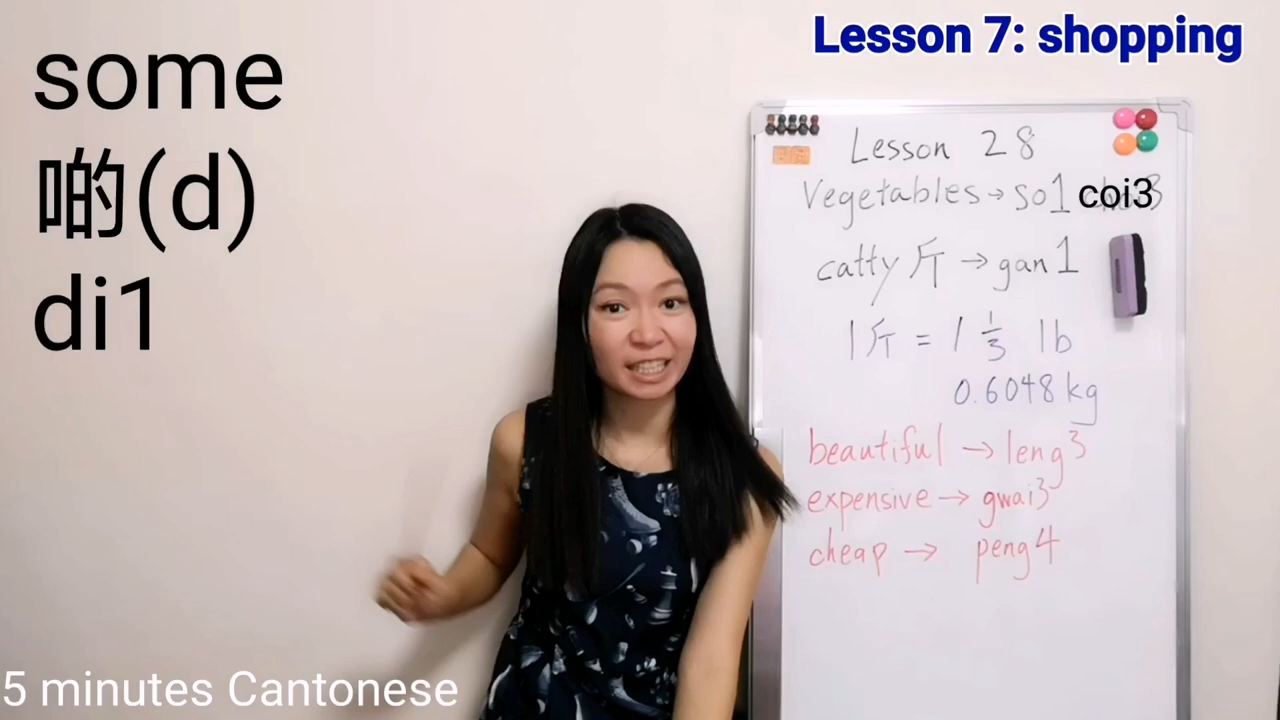 Lesson 7: shopping
some
啲(d)
di1
Lesson 28
Vegetables → so1 coi3
catty 斤 → gan1
1斤 = 1 1/3 lb
0.6048 kg
beautiful → leng3
expensive → gwai3
cheap → peng4
5 minutes Cantonese